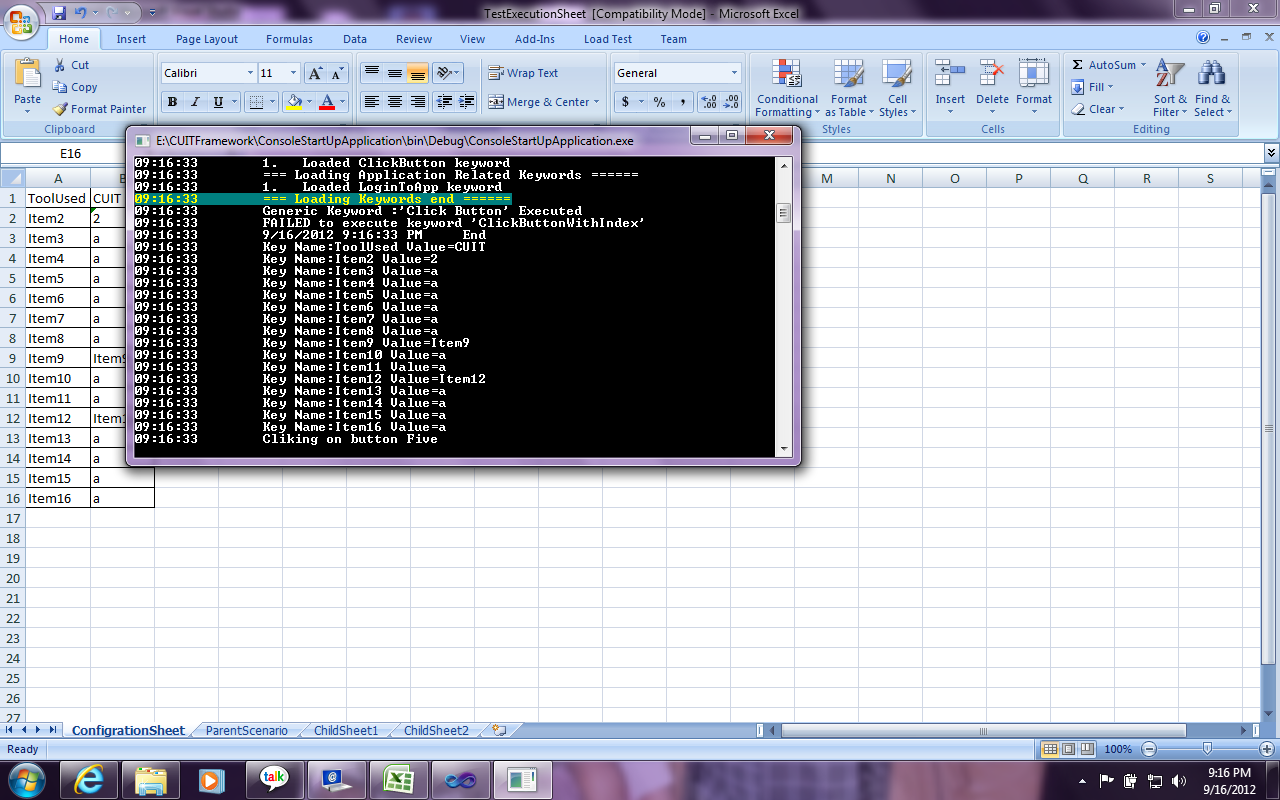 TestExecutionSheet [Compatibility Mode] - Microsoft Excel
Home Insert Page Layout Formulas Data Review View Add-Ins Load Test Team
Paste Cut Calibri 11 A A Wrap Text General Conditional Formatting Format as Table Cell Styles Insert Delete Format Σ AutoSum Sort & Filter Find & Select
Copy Fill
Format Painter B I U A Merge & Center $ % , .00 Clear
Clipboard Styles Cells Editing
E16
E:\CUITFramework\ConsoleStartUpApplication\bin\Debug\ConsoleStartUpApplication.exe
09:16:33 1. Loaded ClickButton keyword
09:16:33 === Loading Application Related Keywords ======
09:16:33 1. Loaded LoginToApp keyword
09:16:33 === Loading Keywords end ======
09:16:33 Generic Keyword :'Click Button' Executed
09:16:33 FAILED to execute keyword 'ClickButtonWithIndex'
09:16:33 9/16/2012 9:16:33 PM End
09:16:33 Key Name:ToolUsed Value=CUIT
09:16:33 Key Name:Item2 Value=2
09:16:33 Key Name:Item3 Value=a
09:16:33 Key Name:Item4 Value=a
09:16:33 Key Name:Item5 Value=a
09:16:33 Key Name:Item6 Value=a
09:16:33 Key Name:Item7 Value=a
09:16:33 Key Name:Item8 Value=a
09:16:33 Key Name:Item9 Value=Item9
09:16:33 Key Name:Item10 Value=a
09:16:33 Key Name:Item11 Value=a
09:16:33 Key Name:Item12 Value=Item12
09:16:33 Key Name:Item13 Value=a
09:16:33 Key Name:Item14 Value=a
09:16:33 Key Name:Item15 Value=a
09:16:33 Key Name:Item16 Value=a
09:16:33 Cliking on button Five
A M N O P Q R S
1 ToolUsed CUIT
2 Item2 2
3 Item3 a
4 Item4 a
5 Item5 a
6 Item6 a
7 Item7 a
8 Item8 a
9 Item9 Item9
10 Item10 a
11 Item11 a
12 Item12 Item1
13 Item13 a
14 Item14 a
15 Item15 a
16 Item16 a
17
18
19
20
21
22
23
24
25
26
27
ConfigrationSheet ParentScenario ChildSheet1 ChildSheet2
Ready 100%
talk
9:16 PM
9/16/2012